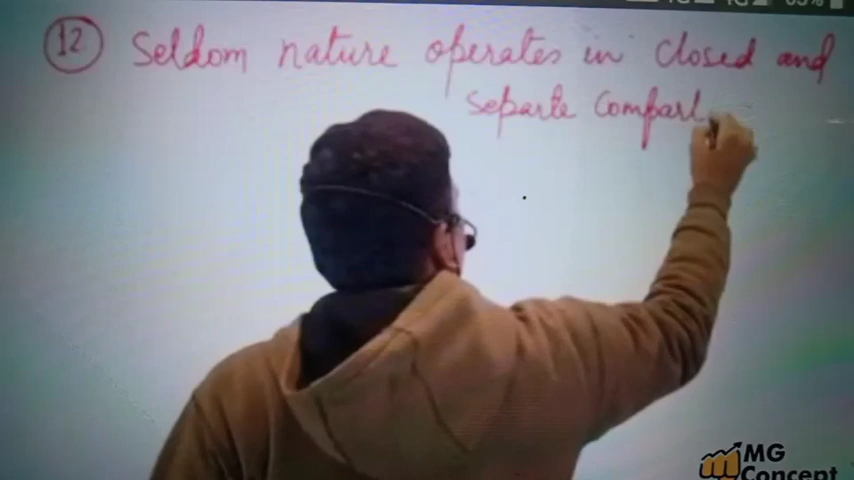 12 Seldom nature operates in closed and
separte compart
MG
Concept